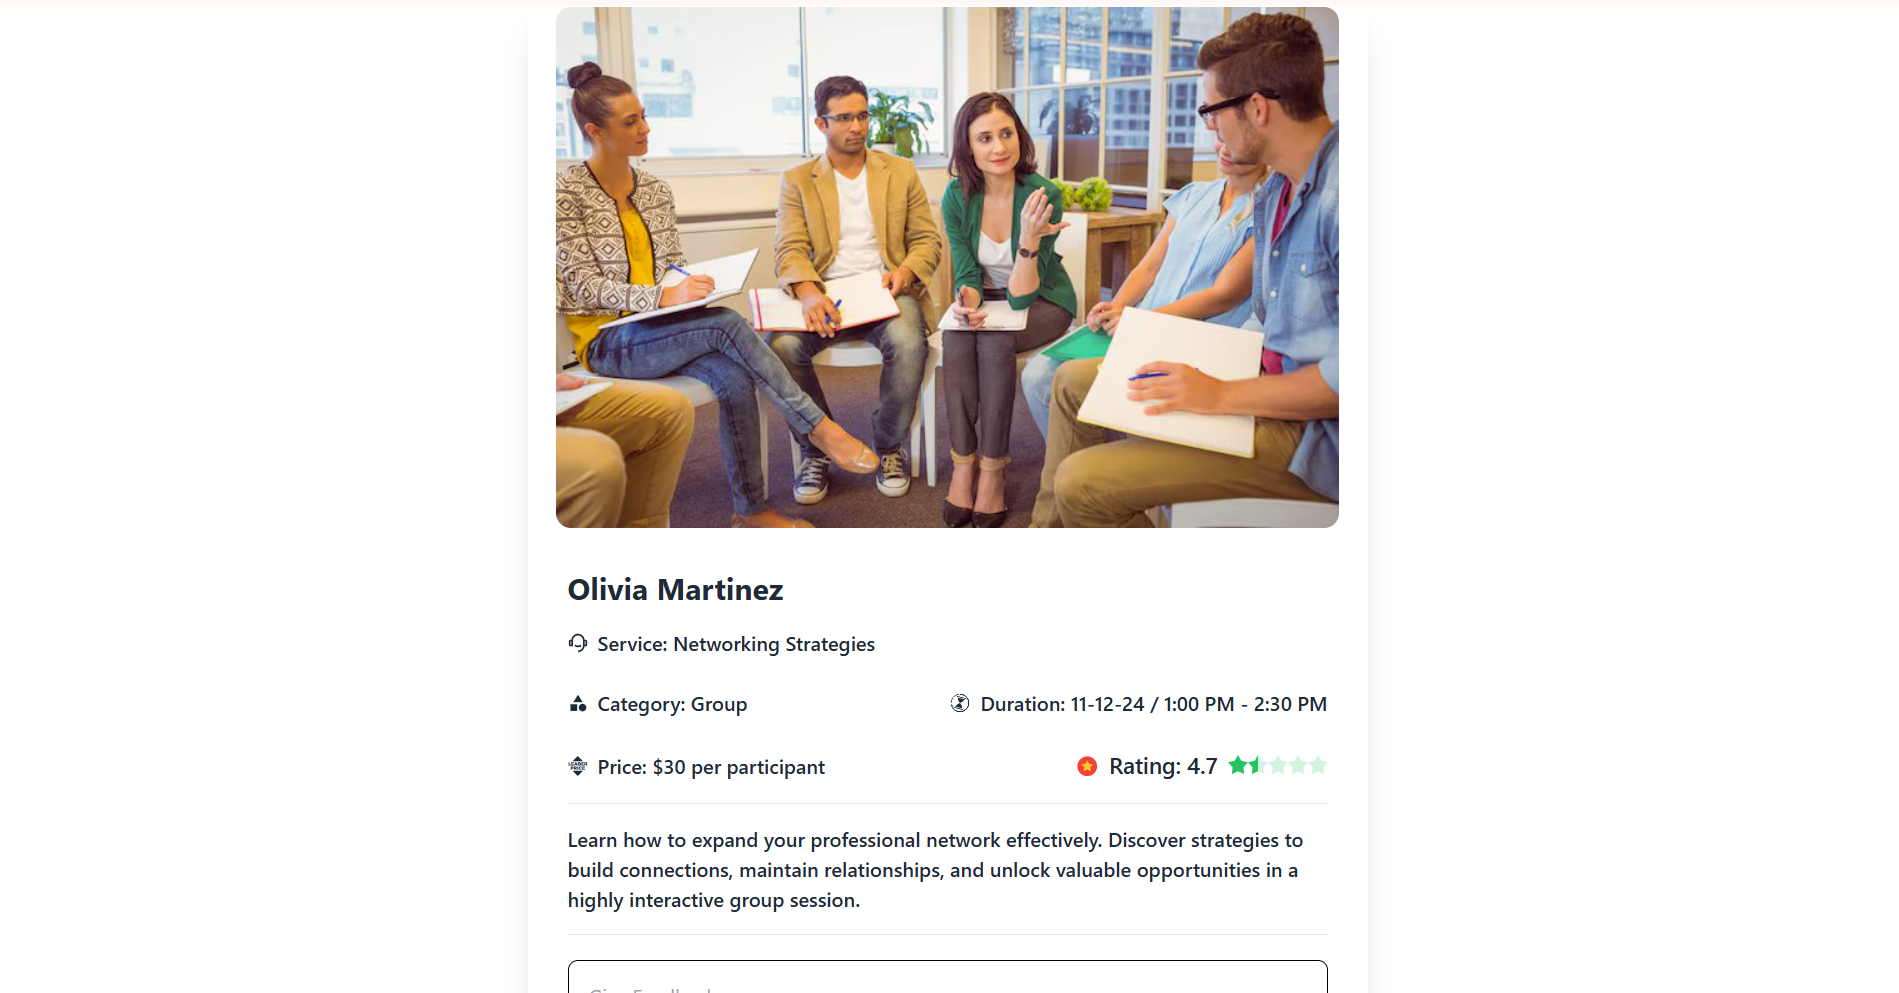 Olivia Martinez
Service: Networking Strategies
Category: Group
Duration: 11-12-24 / 1:00 PM - 2:30 PM
LEADER
PRICE
Price: $30 per participant
Rating: 4.7
Learn how to expand your professional network effectively. Discover strategies to
build connections, maintain relationships, and unlock valuable opportunities in a
highly interactive group session.